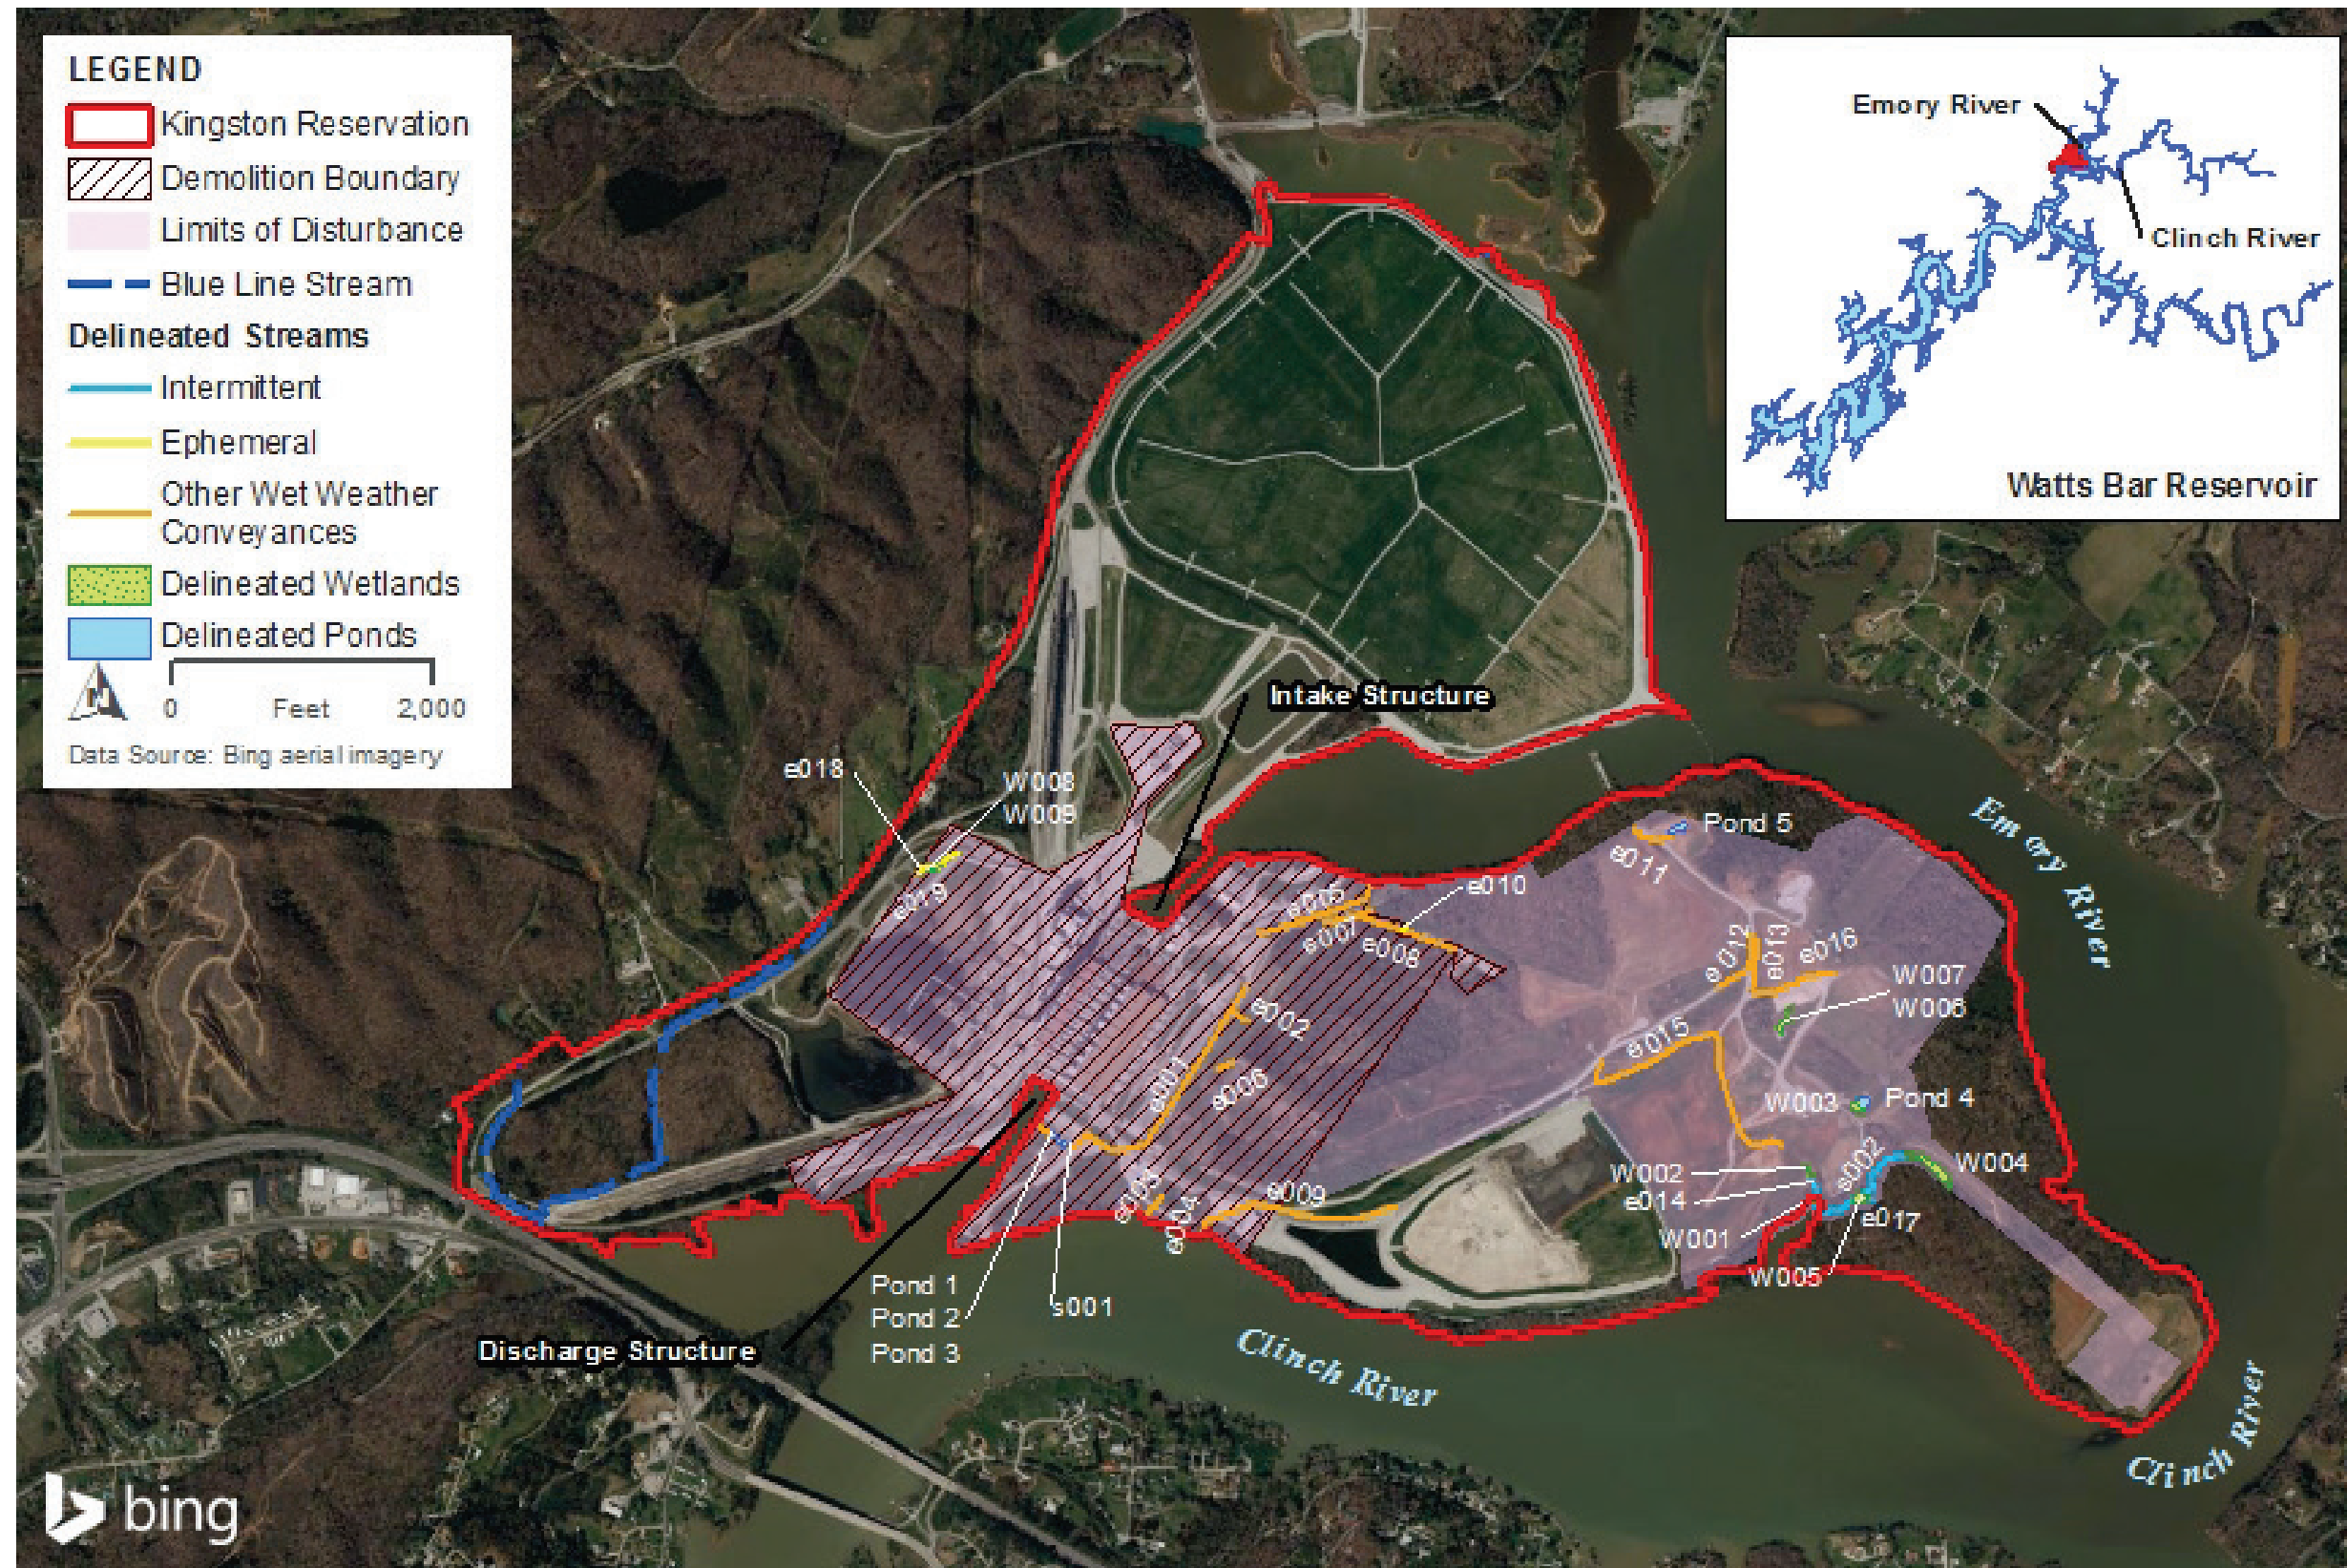 LEGEND
Kingston Reservation
Demolition Boundary
Limits of Disturbance
Blue Line Stream
Delineated Streams
Intermittent
Ephemeral
Other Wet Weather
Conveyances
Delineated Wetlands
Delineated Ponds
N
0 Feet 2,000
Data Source: Bing aerial imagery
Emory River
Clinch River
Watts Bar Reservoir
Intake Structure
e018
W008
W009
e019
Pond 5
e011
Emory River
e005
e010
e007
e008
e012
e013
e016
W007
W006
e002
e001
e006
e015
W003
Pond 4
W002
e014
W001
s002
W004
e017
W005
e003
e004
e009
Pond 1
Pond 2
Pond 3
s001
Discharge Structure
Clinch River
Clinch River
bing